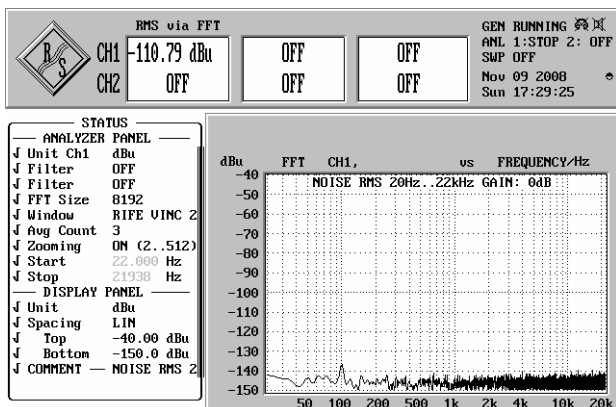 RMS via FFT
R S CH1 -110.79 dBu OFF OFF
CH2 OFF OFF OFF
GEN RUNNING
ANL 1:STOP 2: OFF
SWP OFF
Nov 09 2008
Sun 17:29:25
STATUS
ANALYZER PANEL
Unit Ch1 dBu
Filter OFF
Filter OFF
FFT Size 8192
Window RIFE VINC 2
Avg Count 3
Zooming ON (2..512)
Start 22.000 Hz
Stop 21938 Hz
DISPLAY PANEL
Unit dBu
Spacing LIN
Top -40.00 dBu
Bottom -150.0 dBu
COMMENT — NOISE RMS 2
dBu FFT CH1, vs FREQUENCY/Hz
NOISE RMS 20Hz..22kHz GAIN: 0dB
-40
-50
-60
-70
-80
-90
-100
-110
-120
-130
-140
-150
50 100 200 500 1k 2k 4k 10k 20k